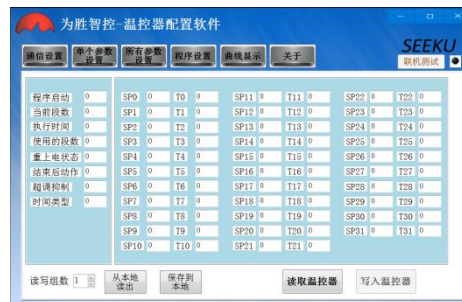 为胜智控-温控器配置软件
SEEKU
通信设置 单个参数设置 所有参数设置 程序设置 曲线显示 关于 联机测试
程序启动 0 SP0 0 T0 0 SP11 0 T11 0 SP22 0 T22 0
当前段数 0 SP1 0 T1 0 SP12 0 T12 0 SP23 0 T23 0
执行时间 0 SP2 0 T2 0 SP13 0 T13 0 SP24 0 T24 0
使用的段数 0 SP3 0 T3 0 SP14 0 T14 0 SP25 0 T25 0
重上电状态 0 SP4 0 T4 0 SP15 0 T15 0 SP26 0 T26 0
结束后动作 0 SP5 0 T5 0 SP16 0 T16 0 SP27 0 T27 0
超调抑制 0 SP6 0 T6 0 SP17 0 T17 0 SP28 0 T28 0
时间类型 0 SP7 0 T7 0 SP18 0 T18 0 SP29 0 T29 0
SP8 0 T8 0 SP19 0 T19 0 SP30 0 T30 0
SP9 0 T9 0 SP20 0 T20 0 SP31 0 T31 0
SP10 0 T10 0 SP21 0 T21 0
读写组数 1 从本地读出 保存到本地 读取温控器 写入温控器